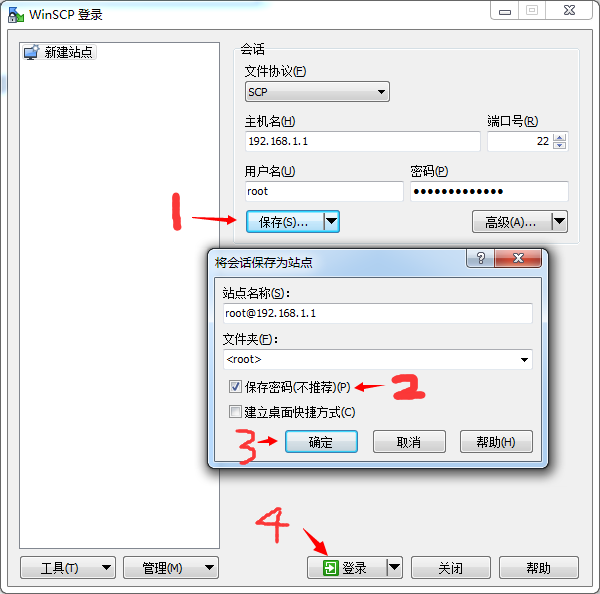 WinSCP 登录
新建站点
会话
文件协议(F)
SCP
主机名(H)
端口号(R)
192.168.1.1
22
用户名(U)
密码(P)
root
●●●●●●●●●●●●●
1
保存(S)...
高级(A)...
将会话保存为站点
站点名称(S):
root@192.168.1.1
文件夹(F):
<root>
保存密码(不推荐)(P)
2
建立桌面快捷方式(C)
3
确定
取消
帮助(H)
4
工具(T)
管理(M)
登录
关闭
帮助